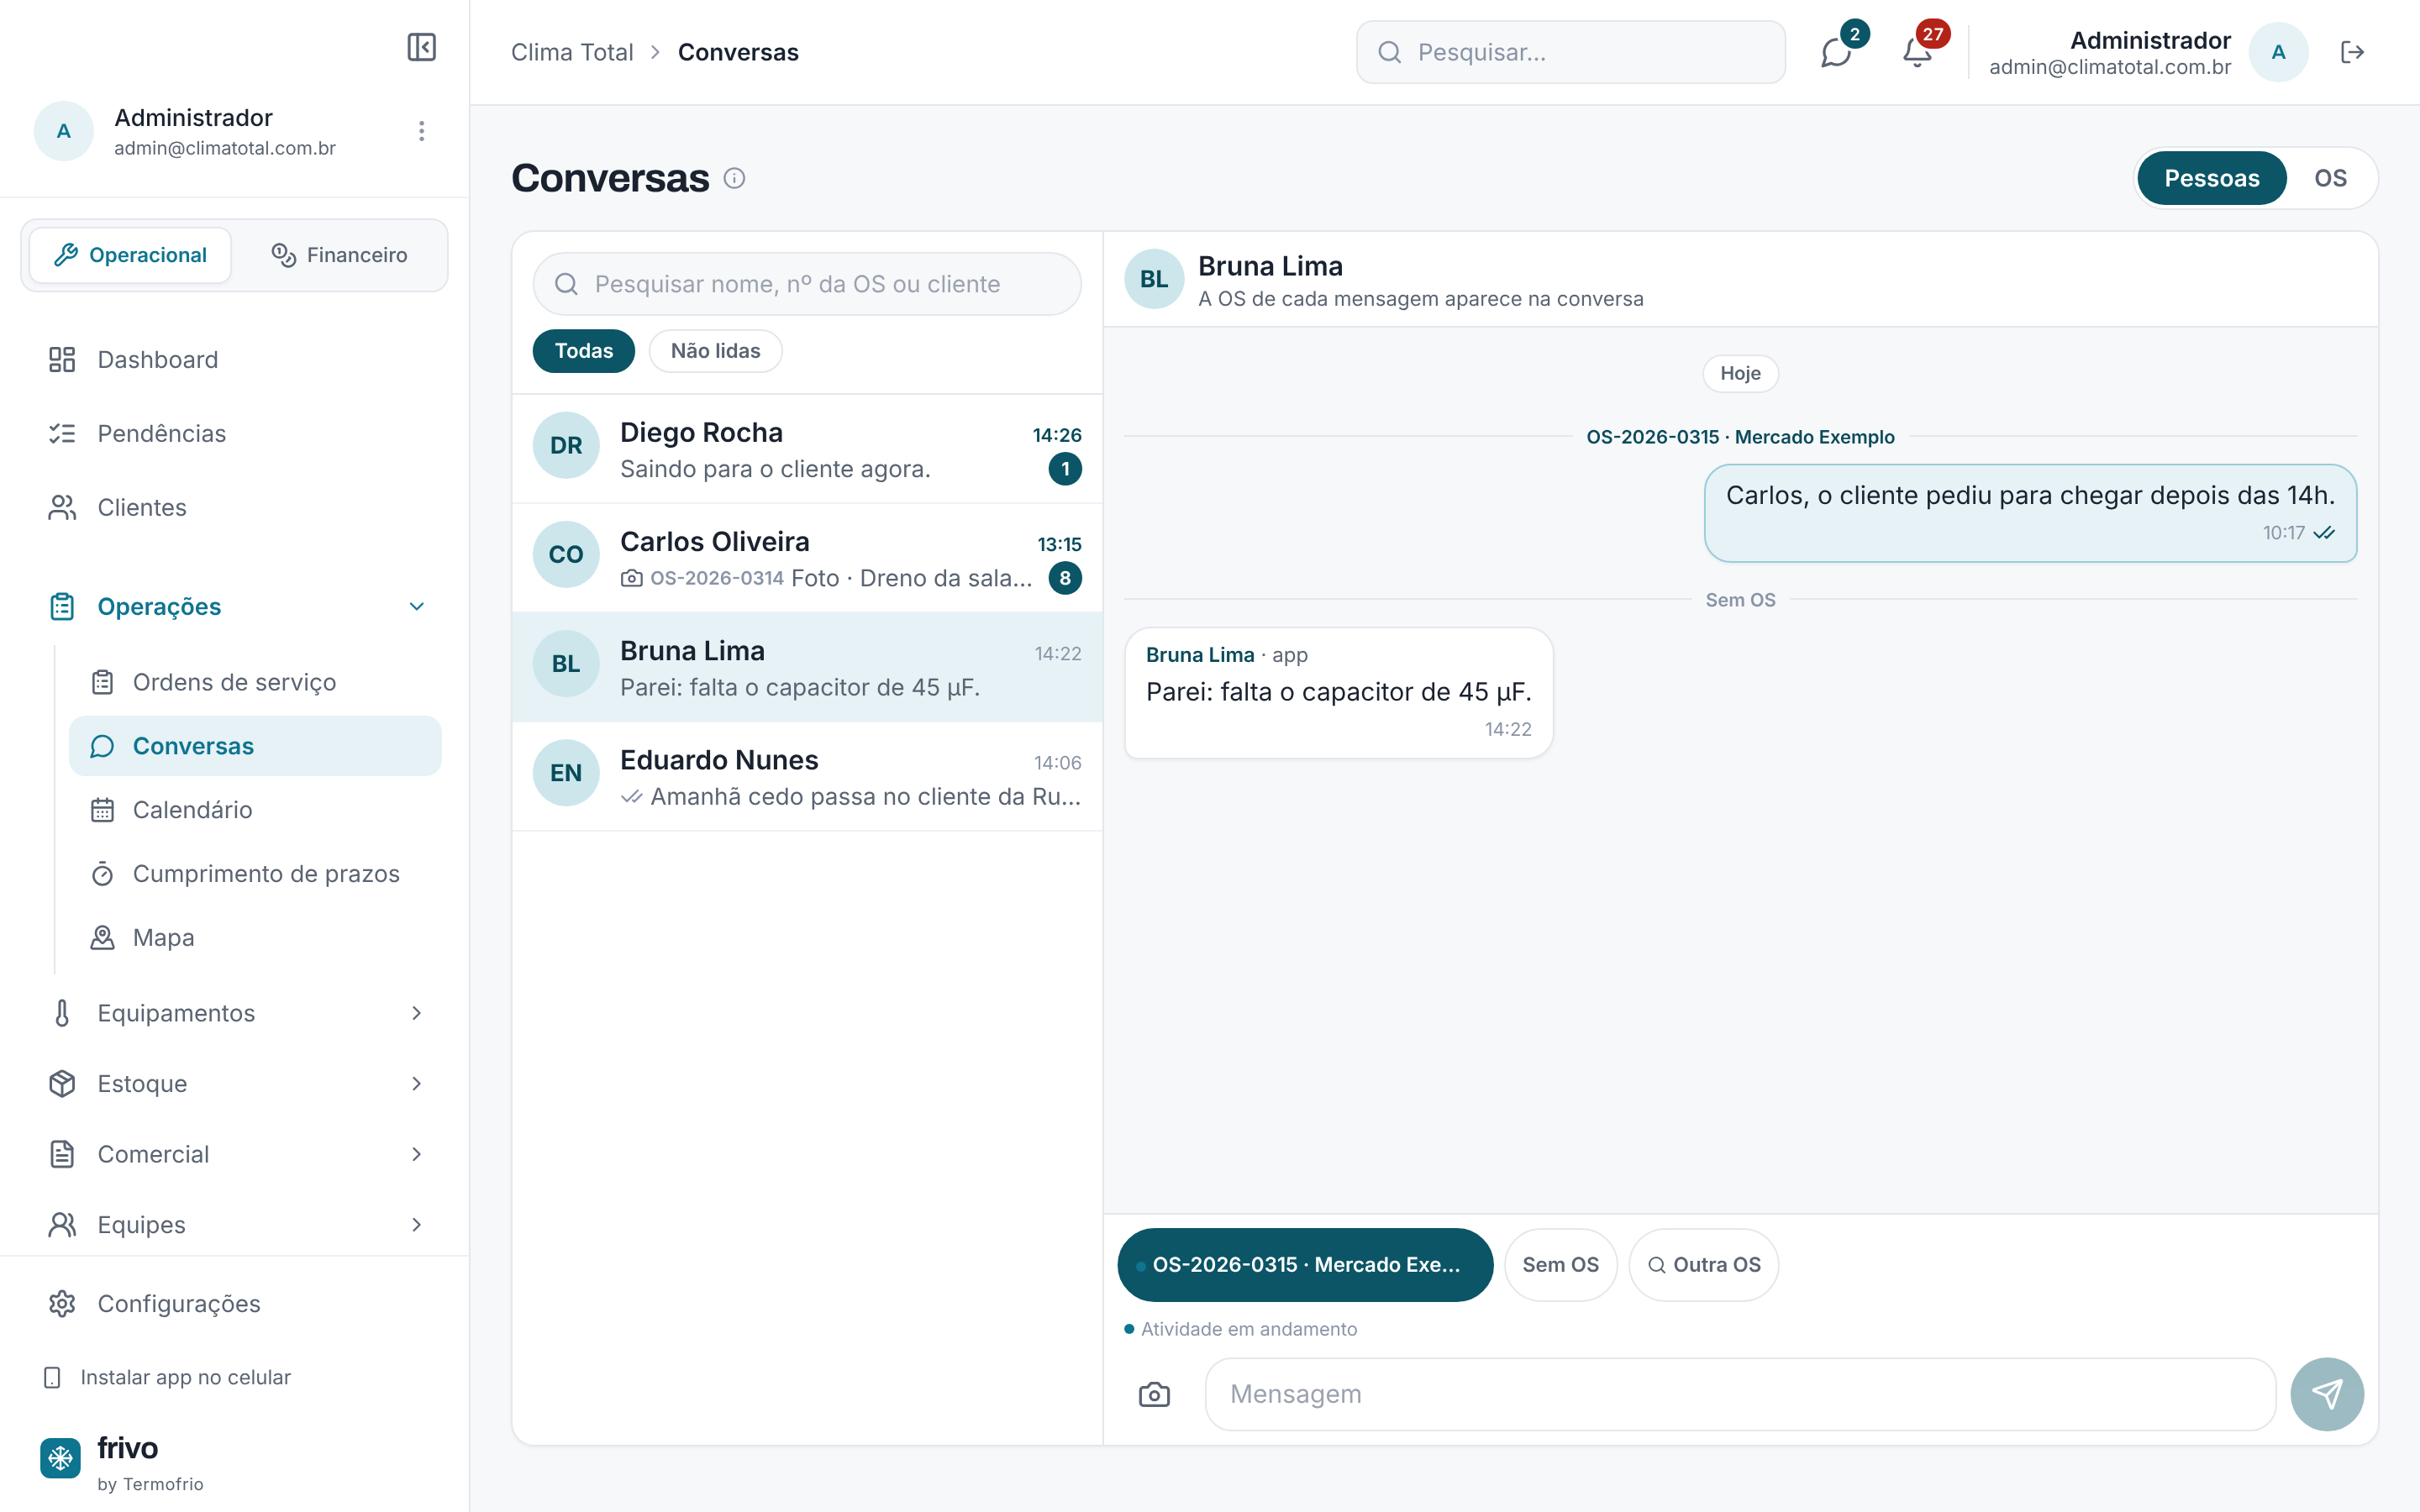 Administrador
admin@climatotal.com.br
Operacional
Financeiro
Dashboard
Pendências
Clientes
Operações
Ordens de serviço
Conversas
Calendário
Cumprimento de prazos
Mapa
Equipamentos
Estoque
Comercial
Equipes
Configurações
Instalar app no celular
frivo
by Termofrio
Clima Total
Conversas
Pesquisar...
2
27
Administrador
admin@climatotal.com.br
A
A
Conversas
Pessoas
OS
Pesquisar nome, nº da OS ou cliente
Todas
Não lidas
DR
Diego Rocha
14:26
Saindo para o cliente agora.
1
CO
Carlos Oliveira
13:15
OS-2026-0314 Foto · Dreno da sala...
8
BL
Bruna Lima
14:22
Parei: falta o capacitor de 45 µF.
EN
Eduardo Nunes
14:06
Amanhã cedo passa no cliente da Ru...
BL
Bruna Lima
A OS de cada mensagem aparece na conversa
Hoje
OS-2026-0315 · Mercado Exemplo
Carlos, o cliente pediu para chegar depois das 14h.
10:17
Sem OS
Bruna Lima · app
Parei: falta o capacitor de 45 µF.
14:22
OS-2026-0315 · Mercado Exe...
Sem OS
Outra OS
Atividade em andamento
Mensagem